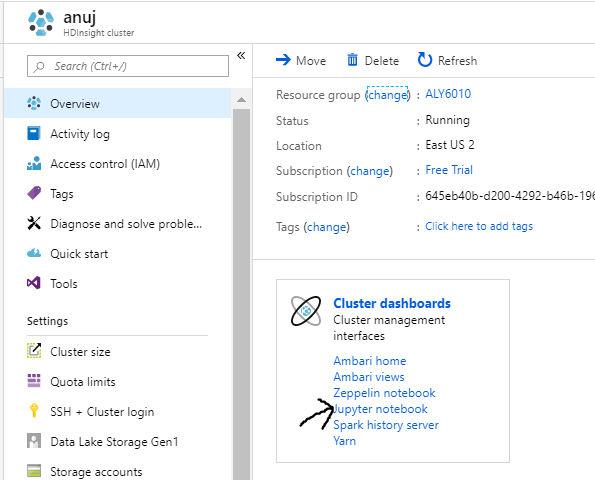 anuj
HDInsight cluster
Search (Ctrl+/)
«
Overview
Activity log
Access control (IAM)
Tags
Diagnose and solve proble...
Quick start
Tools
Settings
Cluster size
Quota limits
SSH + Cluster login
Data Lake Storage Gen1
Storage accounts
Move Delete Refresh
Resource group (change) : ALY6010
Status : Running
Location : East US 2
Subscription (change) : Free Trial
Subscription ID : 645eb40b-d200-4292-b46b-196
Tags (change) : Click here to add tags
Cluster dashboards
Cluster management
interfaces
Ambari home
Ambari views
Zeppelin notebook
Jupyter notebook
Spark history server
Yarn